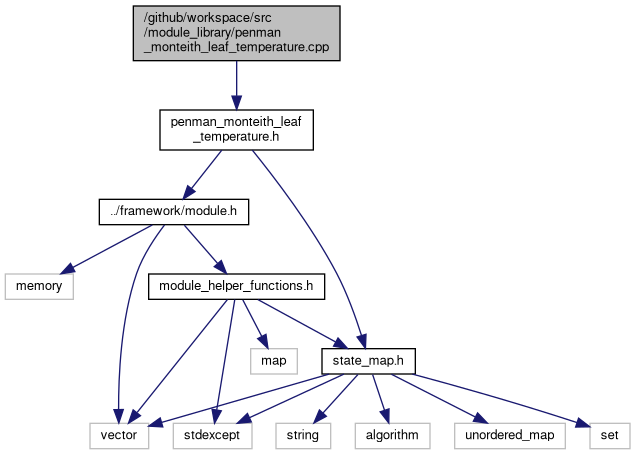 /github/workspace/src
/module_library/penman
_monteith_leaf_temperature.cpp
penman_monteith_leaf
_temperature.h
../framework/module.h
memory
module_helper_functions.h
map
state_map.h
vector
stdexcept
string
algorithm
unordered_map
set